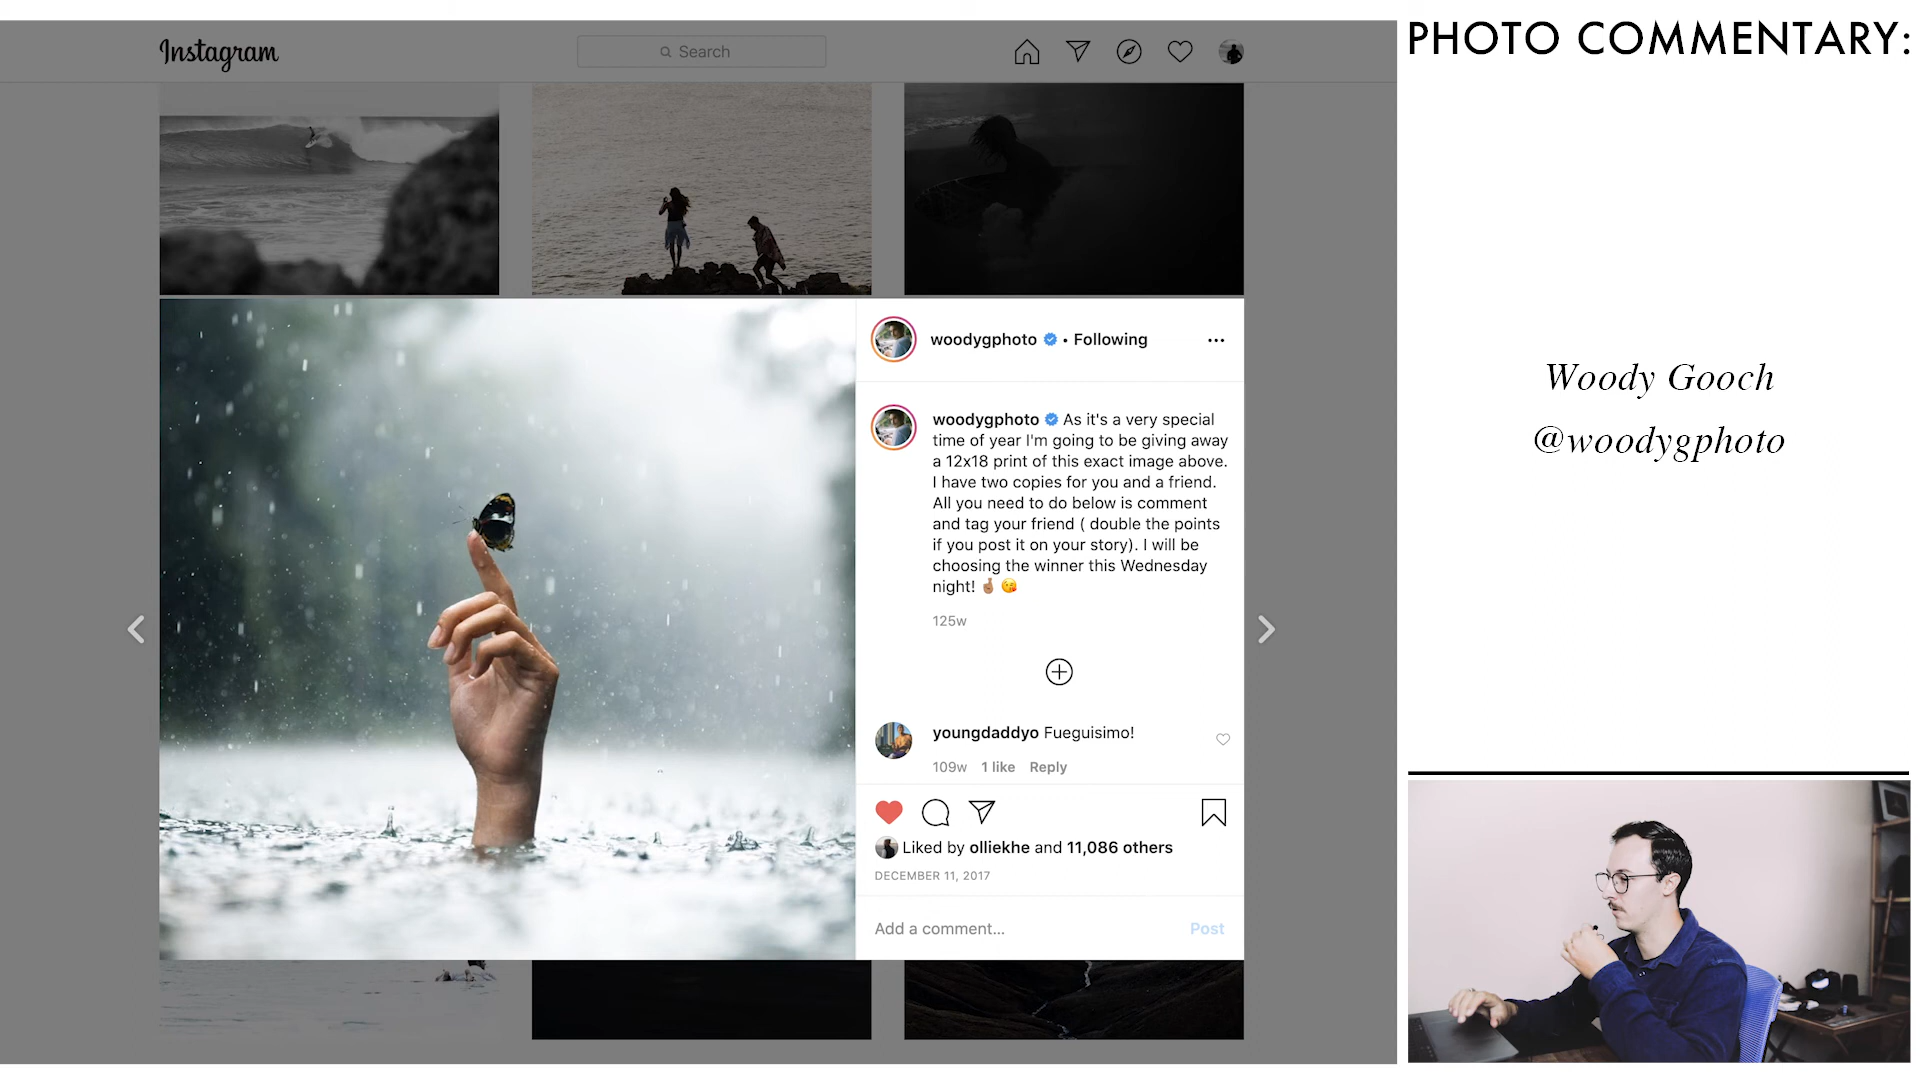 Instagram
Search
PHOTO COMMENTARY:
woodygphoto • Following
woodygphoto As it's a very special
time of year I'm going to be giving away
a 12x18 print of this exact image above.
I have two copies for you and a friend.
All you need to do below is comment
and tag your friend ( double the points
if you post it on your story). I will be
choosing the winner this Wednesday
night! 🤞🏽 😘
125w
youngdaddyo Fueguisimo!
109w 1 like Reply
Liked by olliekhe and 11,086 others
DECEMBER 11, 2017
Add a comment... Post
Woody Gooch
@woodygphoto